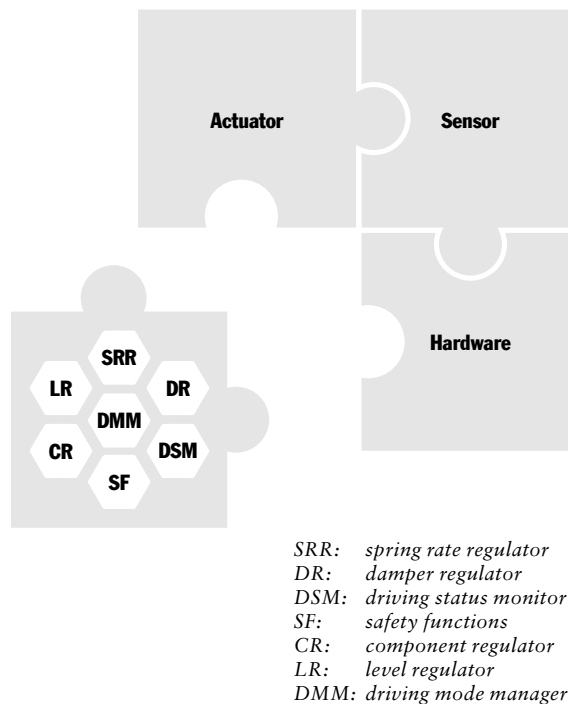 Actuator
Sensor
Hardware
SRR
LR
DR
DMM
CR
DSM
SF
SRR: spring rate regulator
DR: damper regulator
DSM: driving status monitor
SF: safety functions
CR: component regulator
LR: level regulator
DMM: driving mode manager